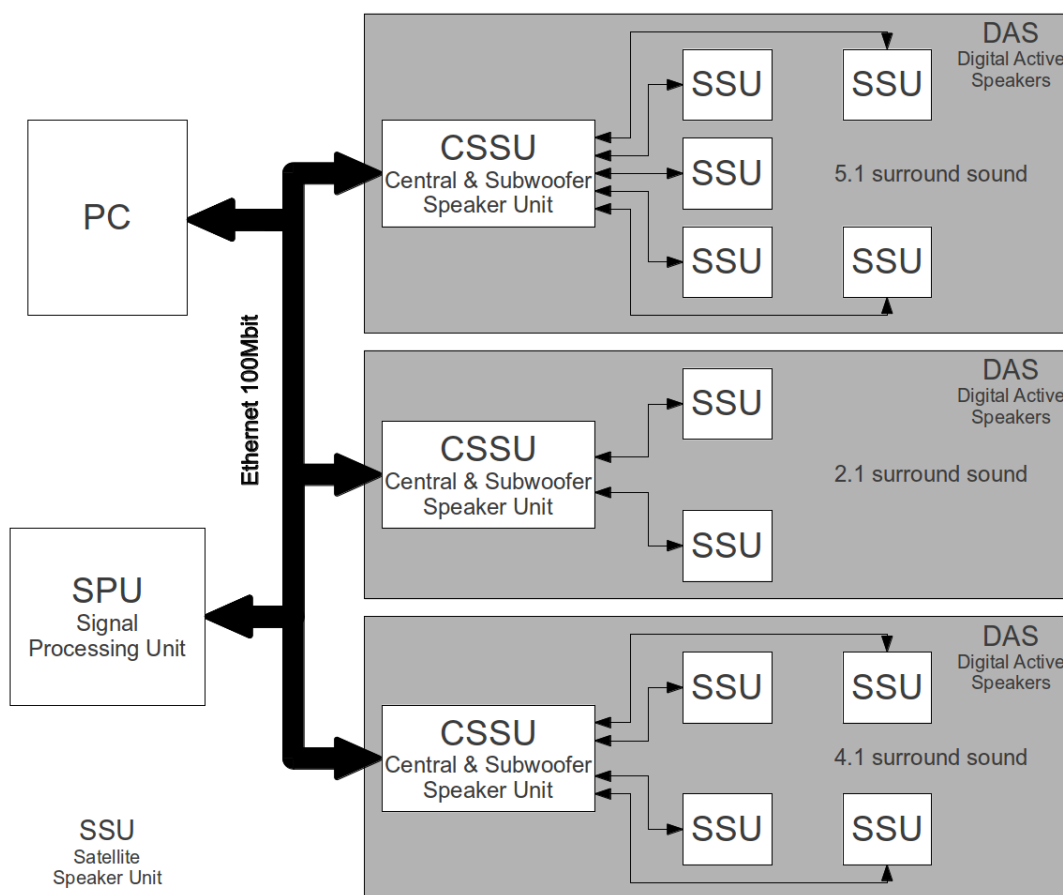 PC
Ethernet 100Mbit
SPU
Signal
Processing Unit
SSU
Satellite
Speaker Unit
DAS
Digital Active
Speakers
CSSU
Central & Subwoofer
Speaker Unit
SSU
SSU
SSU
SSU
SSU
5.1 surround sound
DAS
Digital Active
Speakers
CSSU
Central & Subwoofer
Speaker Unit
SSU
SSU
2.1 surround sound
DAS
Digital Active
Speakers
CSSU
Central & Subwoofer
Speaker Unit
SSU
SSU
SSU
SSU
4.1 surround sound